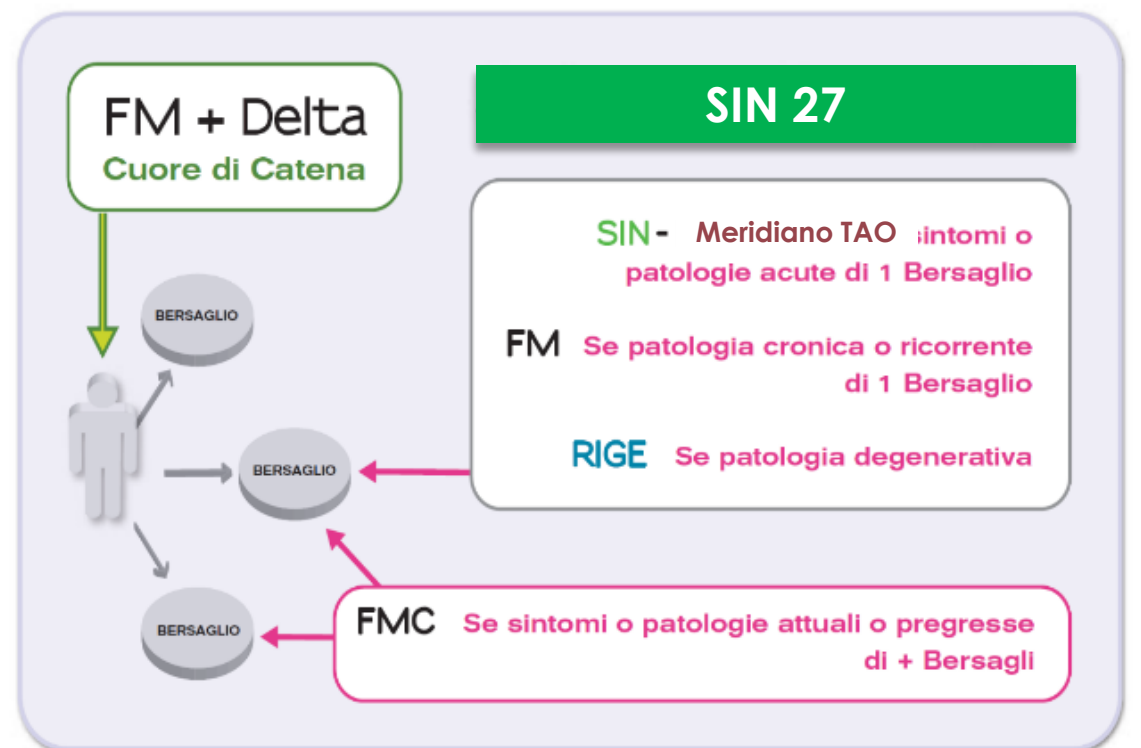 FM + Delta
Cuore di Catena
SIN 27
SIN - Meridiano TAO sintomi o
patologie acute di 1 Bersaglio
FM Se patologia cronica o ricorrente
di 1 Bersaglio
RIGE Se patologia degenerativa
BERSAGLIO
BERSAGLIO
BERSAGLIO
FMC Se sintomi o patologie attuali o pregresse
di + Bersagli